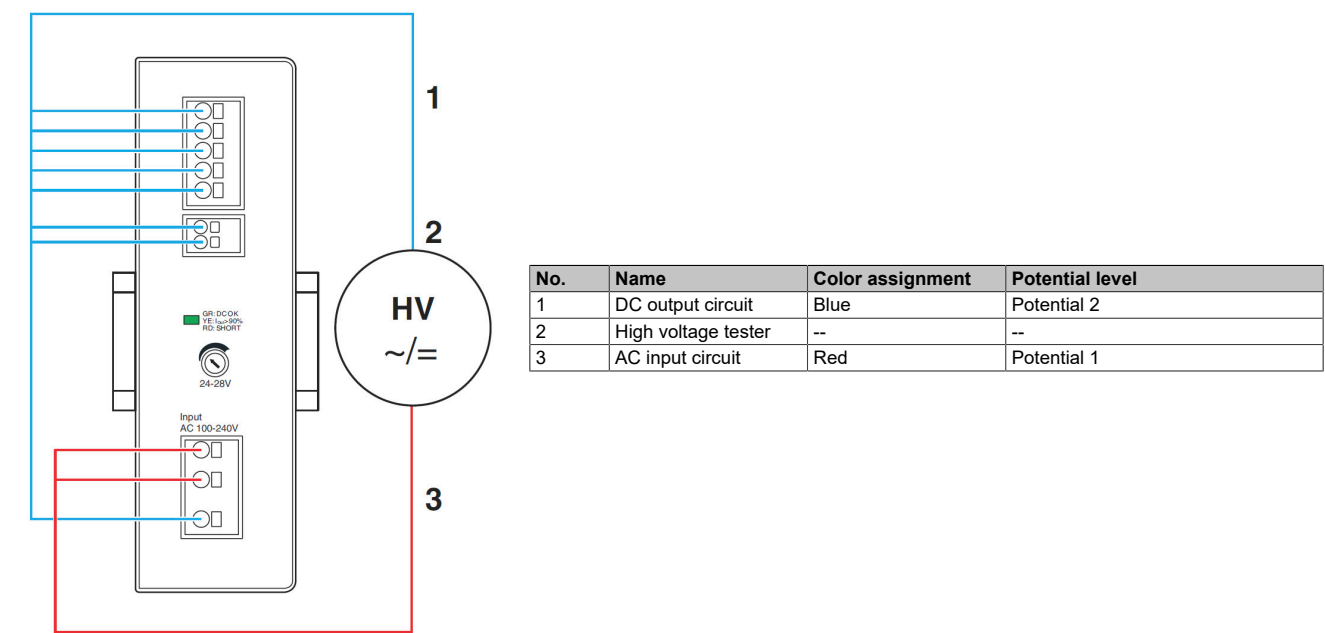 1
2
HV
~/=
GR: DC OK
YE: Iout>90%
RD: SHORT
24-28V
Input
AC 100-240V
3
No. Name Color assignment Potential level
1 DC output circuit Blue Potential 2
2 High voltage tester -- --
3 AC input circuit Red Potential 1